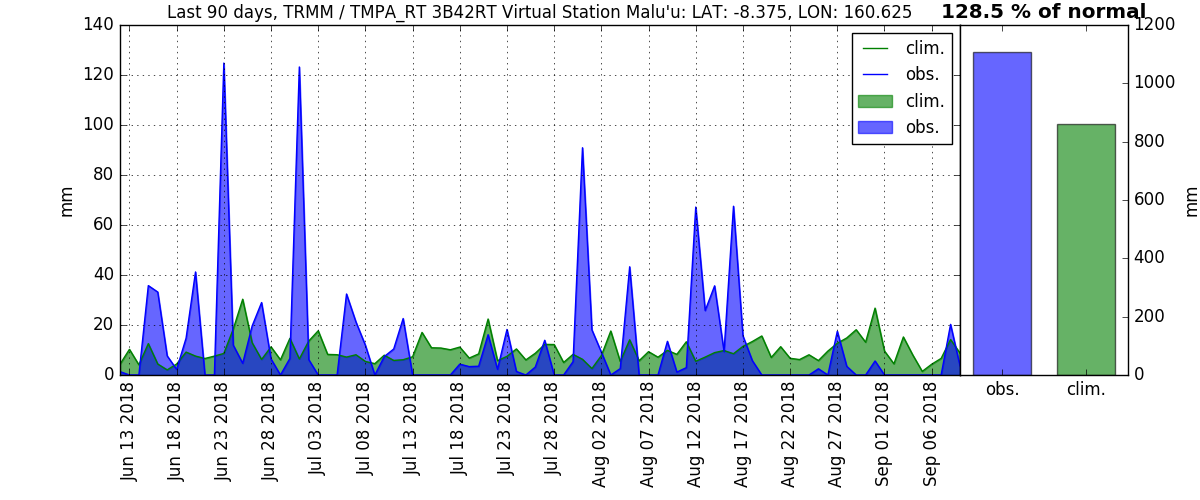 Last 90 days, TRMM / TMPA_RT 3B42RT Virtual Station Malu'u: LAT: -8.375, LON: 160.625
128.5 % of normal
140
120
100
80
60
40
20
0
mm
clim.
obs.
clim.
obs.
1200
1000
800
600
400
200
0
mm
obs.
clim.
Jun 13 2018
Jun 18 2018
Jun 23 2018
Jun 28 2018
Jul 03 2018
Jul 08 2018
Jul 13 2018
Jul 18 2018
Jul 23 2018
Jul 28 2018
Aug 02 2018
Aug 07 2018
Aug 12 2018
Aug 17 2018
Aug 22 2018
Aug 27 2018
Sep 01 2018
Sep 06 2018